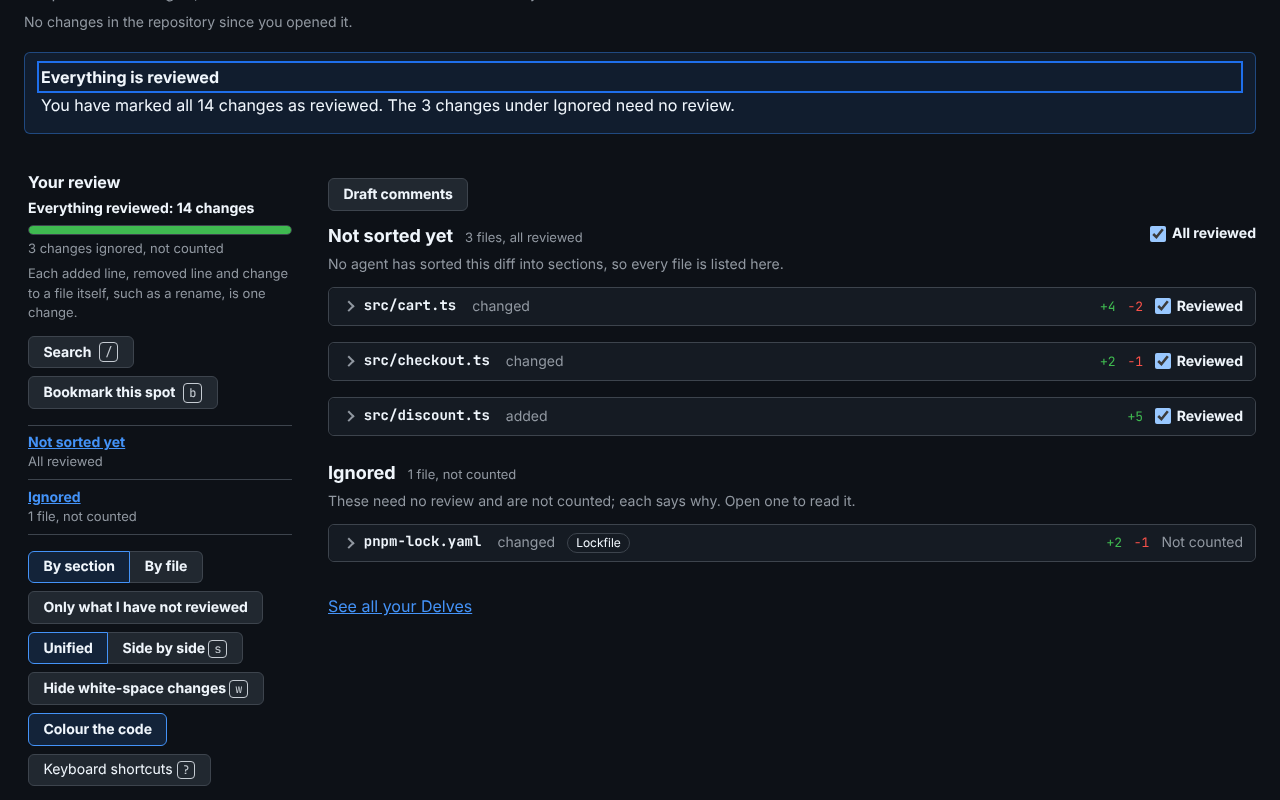 No changes in the repository since you opened it.
Everything is reviewed
You have marked all 14 changes as reviewed. The 3 changes under Ignored need no review.
Your review
Everything reviewed: 14 changes
3 changes ignored, not counted
Each added line, removed line and change
to a file itself, such as a rename, is one
change.
Search /
Bookmark this spot b
Not sorted yet
All reviewed
Ignored
1 file, not counted
By section By file
Only what I have not reviewed
Unified Side by side s
Hide white-space changes w
Colour the code
Keyboard shortcuts ?
Draft comments
Not sorted yet 3 files, all reviewed All reviewed
No agent has sorted this diff into sections, so every file is listed here.
src/cart.ts changed +4 -2 Reviewed
src/checkout.ts changed +2 -1 Reviewed
src/discount.ts added +5 Reviewed
Ignored 1 file, not counted
These need no review and are not counted; each says why. Open one to read it.
pnpm-lock.yaml changed Lockfile +2 -1 Not counted
See all your Delves